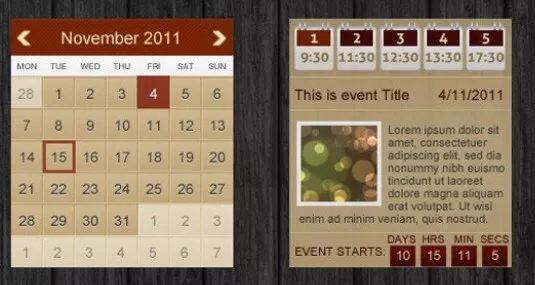 November 2011
MON TUE WED THU FRI SAT SUN
28 1 2 3 4 5 6
7 8 9 10 11 12 13
14 15 16 17 18 19 20
21 22 23 24 25 26 27
28 29 30 31 1 2 3
1 2 3 4 5 6 7
1 2 3 4 5
9:30 11:30 12:30 13:30 17:30
This is event Title 4/11/2011
Lorem ipsum dolor sit
amet, consectetuer
adipiscing elit, sed dia
nonummy nibh euismo
tincidunt ut laoreet
dolore magna aliquam
erat volutpat. Ut wisi
enim ad minim veniam, quis nostrud.
DAYS HRS MIN SECS
EVENT STARTS: 10 15 11 5